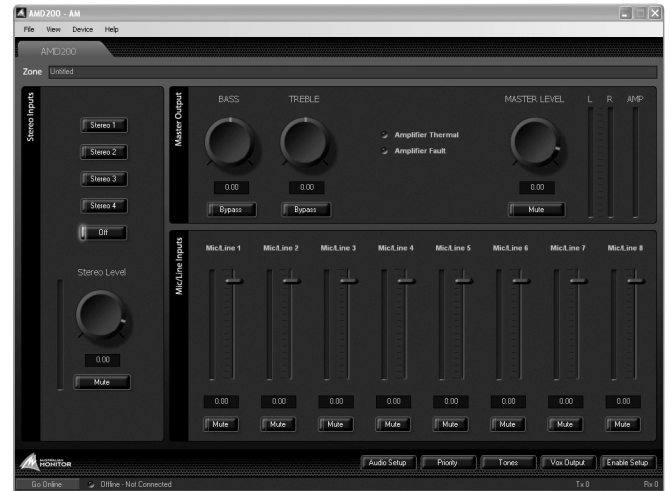 AMD200 - AM
File View Device Help
AMD200
Zone Untitled
Stereo Inputs
Stereo 1
Stereo 2
Stereo 3
Stereo 4
Off
Stereo Level
0.00
Mute
Master Output
BASS TREBLE MASTER LEVEL L R AMP
Amplifier Thermal
Amplifier Fault
0.00 0.00 0.00
Bypass Bypass Mute
Mic/Line Inputs
Mic/Line 1 Mic/Line 2 Mic/Line 3 Mic/Line 4 Mic/Line 5 Mic/Line 6 Mic/Line 7 Mic/Line 8
0.00 0.00 0.00 0.00 0.00 0.00 0.00 0.00
Mute Mute Mute Mute Mute Mute Mute Mute
AUSTRALIAN
MONITOR
Audio Setup Priority Tones Vox Output Enable Setup
Go Online Offline - Not Connected Tx 0 Rx 0